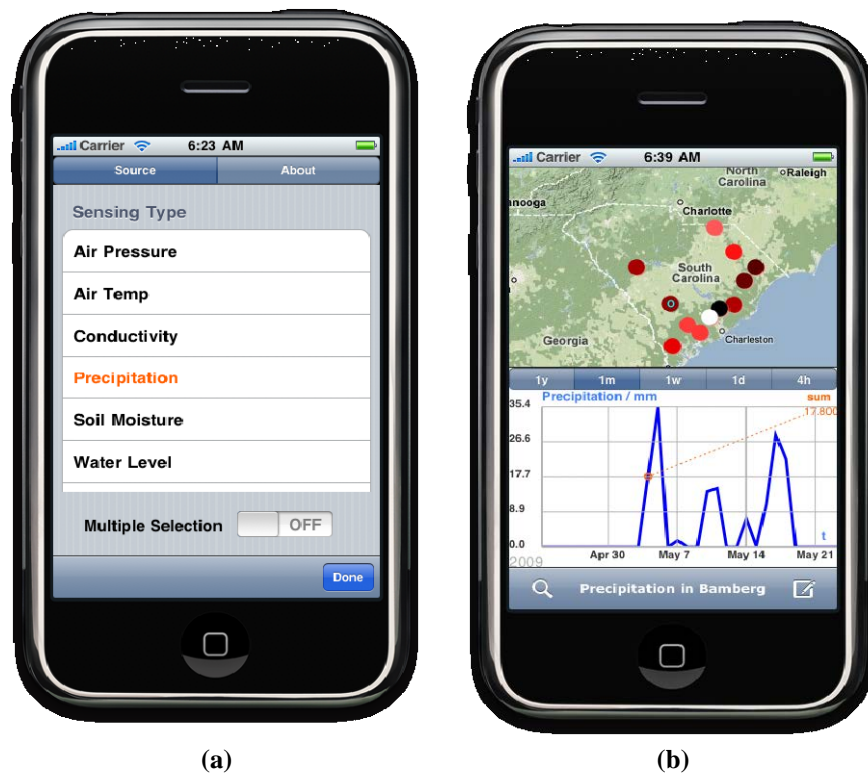 Carrier 6:23 AM
Source About
Sensing Type
Air Pressure
Air Temp
Conductivity
Precipitation
Soil Moisture
Water Level
Multiple Selection OFF
Done
(a)
Carrier 6:39 AM
North
Carolina
Raleigh
nooga
Charlotte
South
Carolina
Georgia
Charleston
1y 1m 1w 1d 4h
Precipitation / mm sum
35.4 17.800
26.6
17.7
8.9
t
0.0
Apr 30 May 7 May 14 May 21
2009
Precipitation in Bamberg
(b)